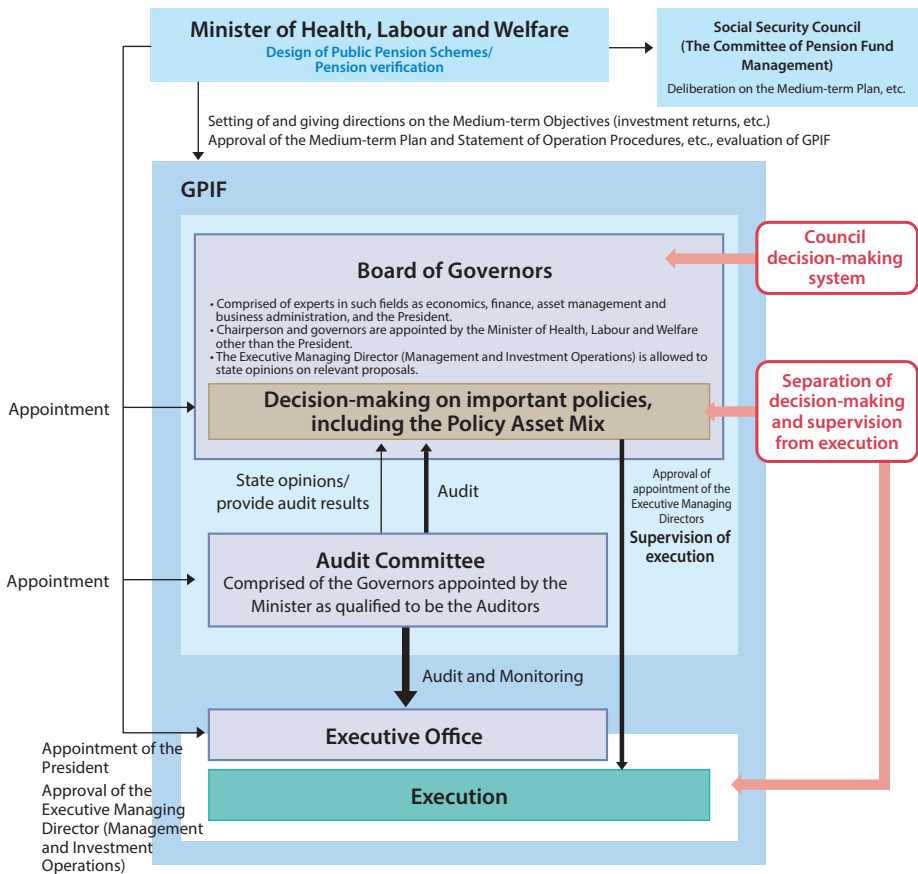 Minister of Health, Labour and Welfare
Design of Public Pension Schemes/
Pension verification
Social Security Council
(The Committee of Pension Fund
Management)
Deliberation on the Medium-term Plan, etc.
Setting of and giving directions on the Medium-term Objectives (investment returns, etc.)
Approval of the Medium-term Plan and Statement of Operation Procedures, etc., evaluation of GPIF
GPIF
Board of Governors
• Comprised of experts in such fields as economics, finance, asset management and
business administration, and the President.
• Chairperson and governors are appointed by the Minister of Health, Labour and Welfare
other than the President.
• The Executive Managing Director (Management and Investment Operations) is allowed to
state opinions on relevant proposals.
Council
decision-making
system
Appointment
Decision-making on important policies,
including the Policy Asset Mix
Separation of
decision-making
and supervision
from execution
State opinions/
provide audit results
Audit
Approval of
appointment of the
Executive Managing
Directors
Supervision of
execution
Appointment
Audit Committee
Comprised of the Governors appointed by the
Minister as qualified to be the Auditors
Audit and Monitoring
Executive Office
Appointment of the
President
Approval of the
Executive Managing
Director (Management
and Investment
Operations)
Execution